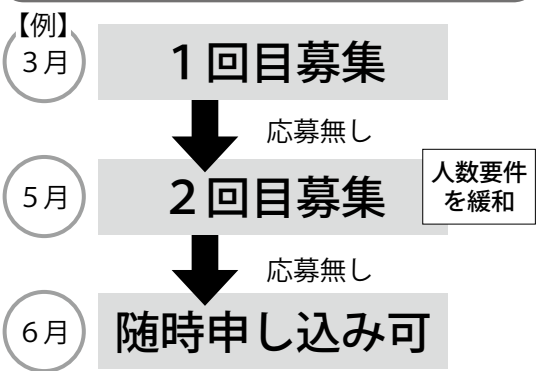 【例】
3月
1回目募集
応募無し
5月
2回目募集
人数要件
を緩和
応募無し
6月
随時申し込み可